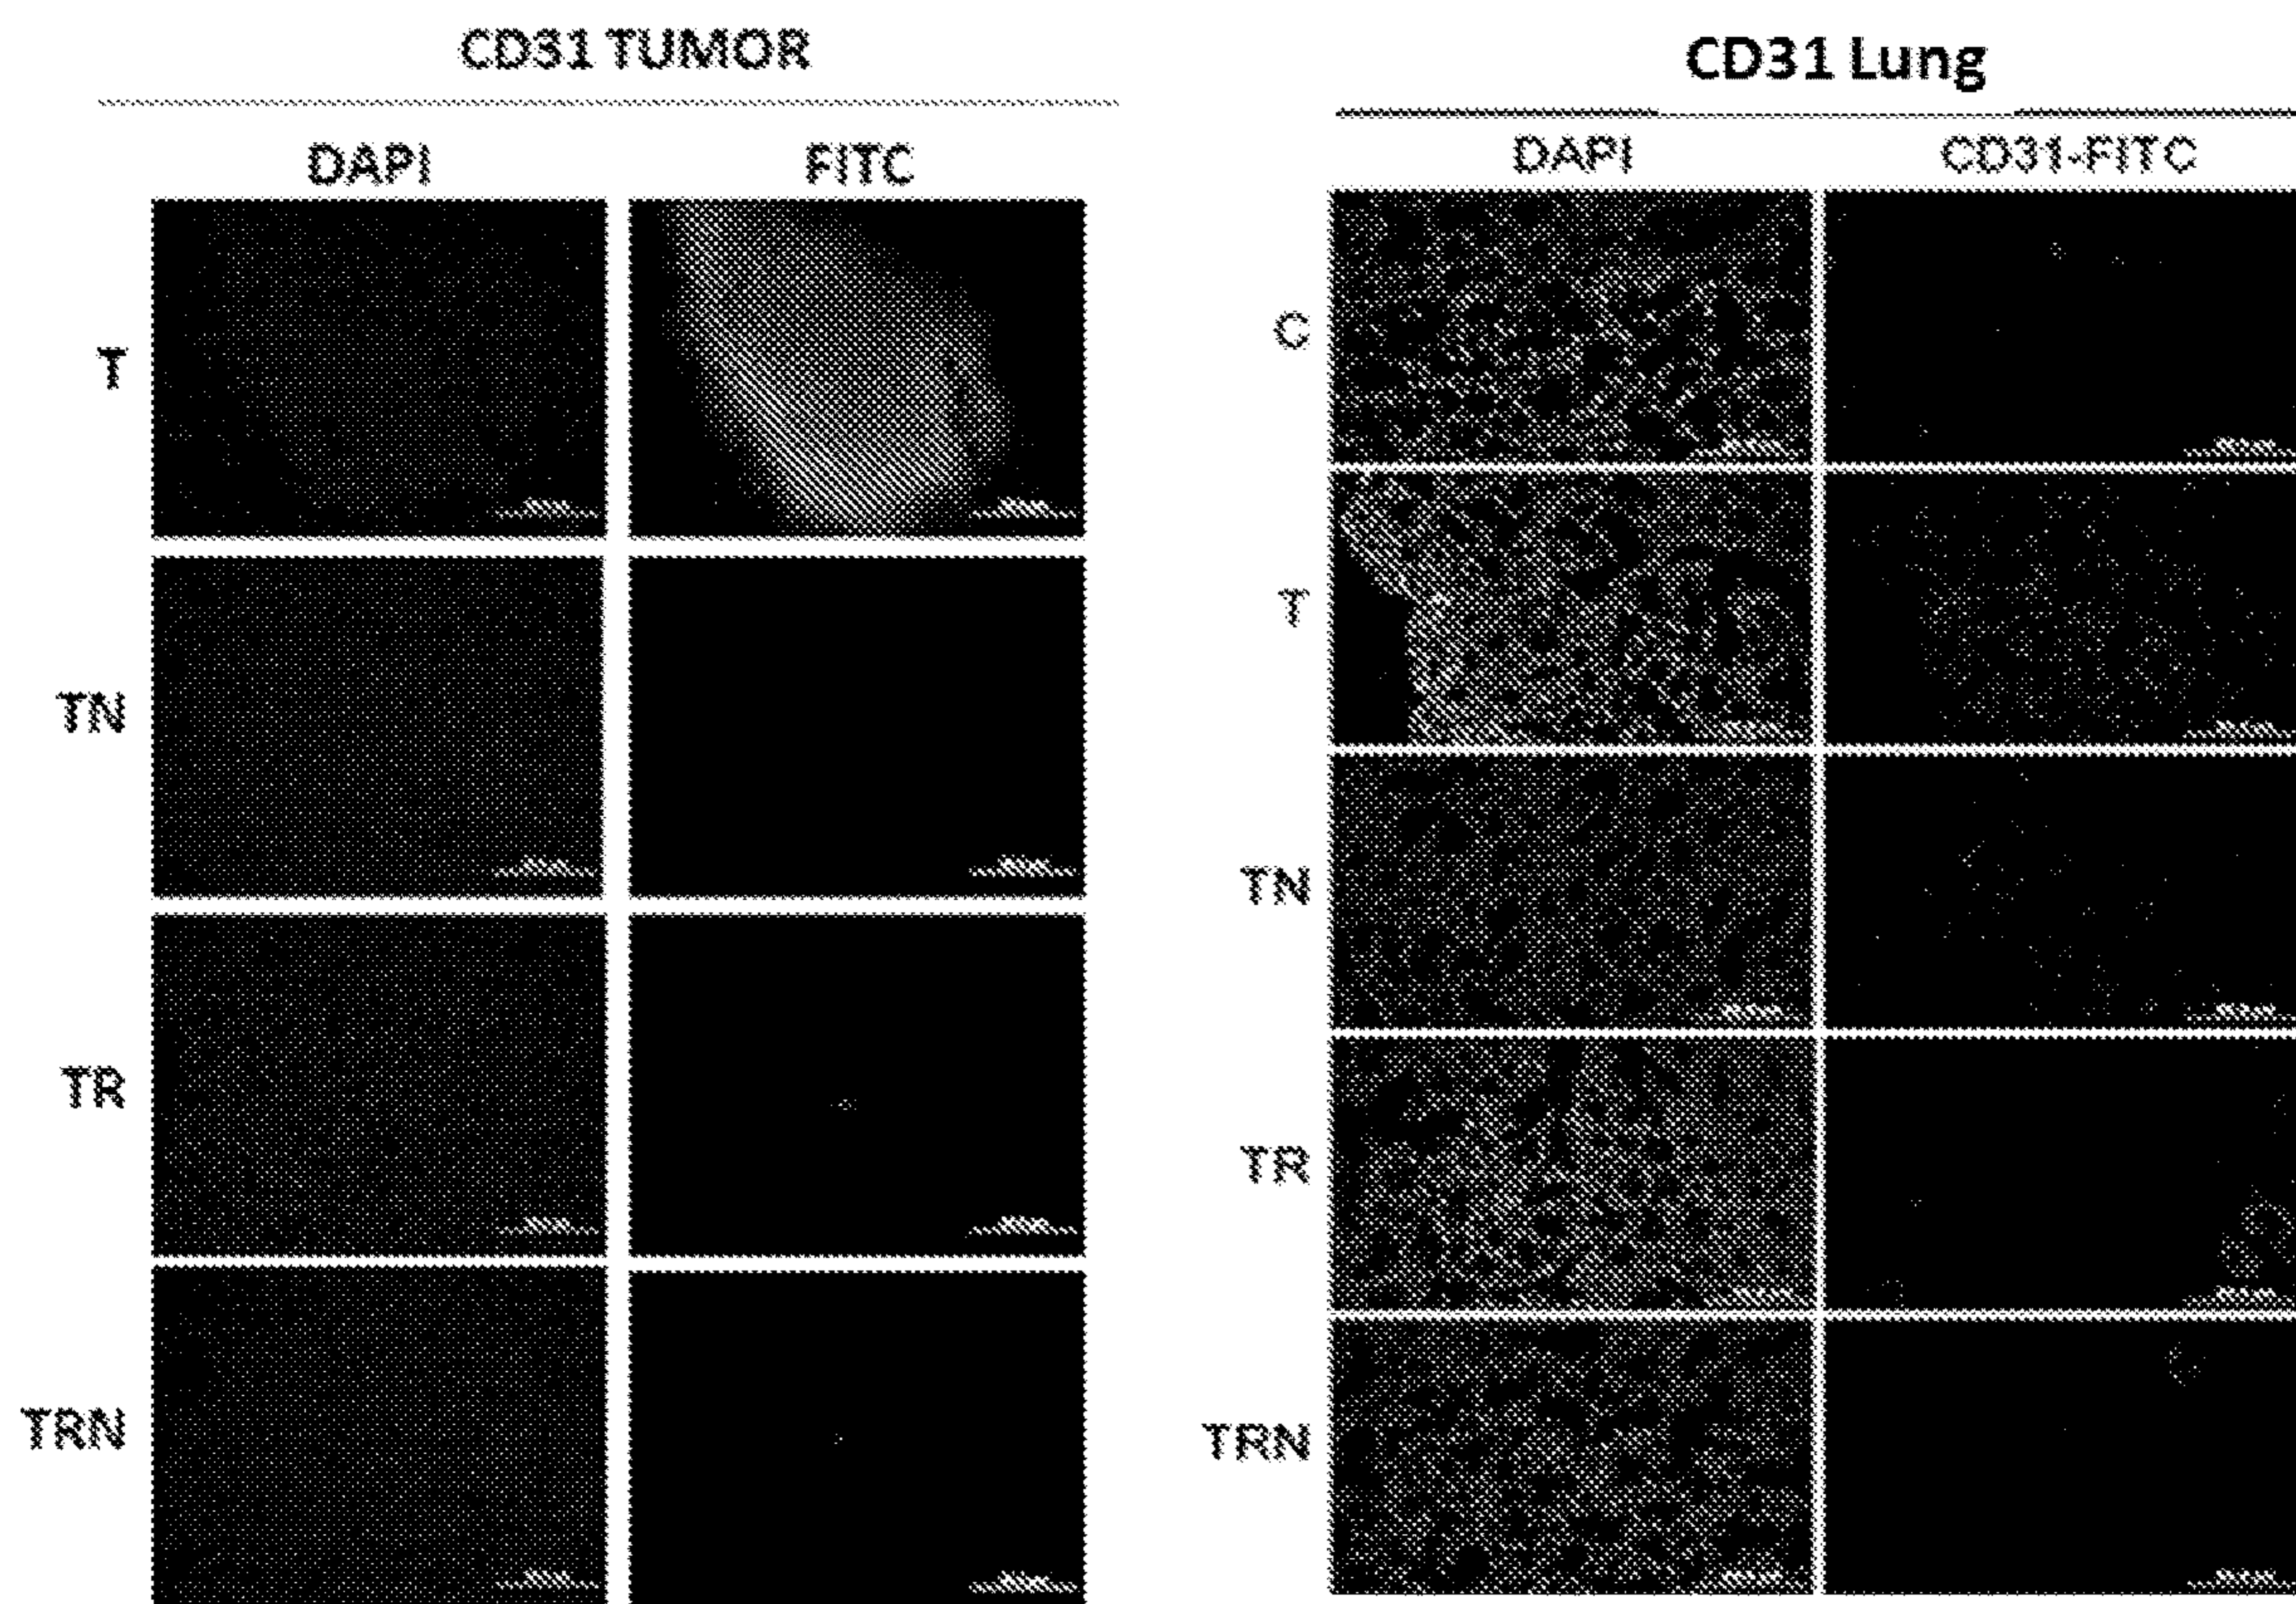 CD31 TUMOR
DAPI FITC
T
TN
TR
TRN
CD31 Lung
DAPI CD31-FITC
C
T
TN
TR
TRN